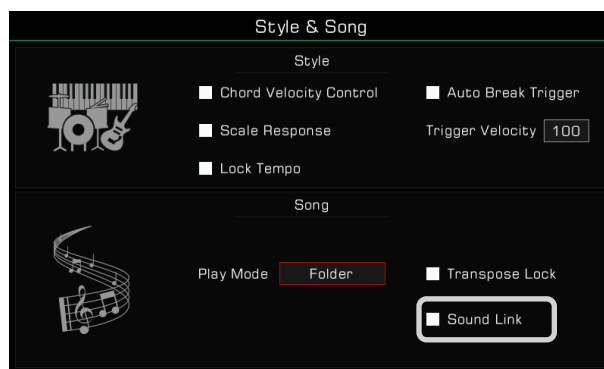 Style & Song
Style
Chord Velocity Control
Auto Break Trigger
Scale Response
Trigger Velocity 100
Lock Tempo
Song
Play Mode Folder
Transpose Lock
Sound Link